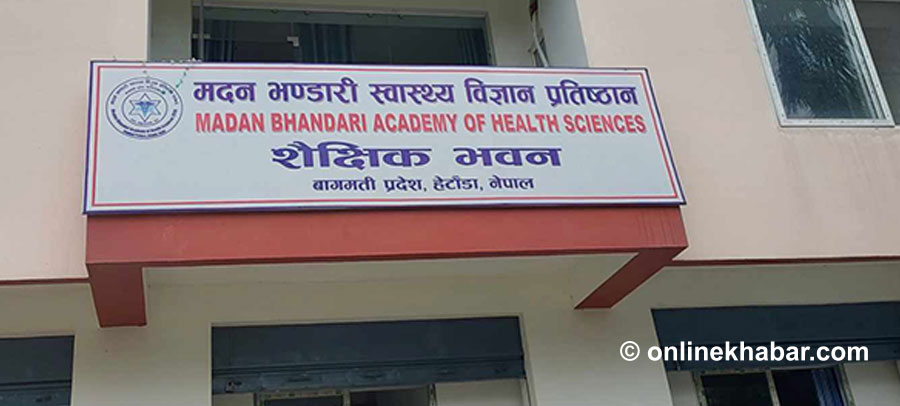 मदन भण्डारी स्वास्थ्य विज्ञान प्रतिष्ठान
MADAN BHANDARI ACADEMY OF HEALTH SCIENCES
शैक्षिक भवन
बागमती प्रदेश, हेटौंडा, नेपाल
© onlinekhabar.com